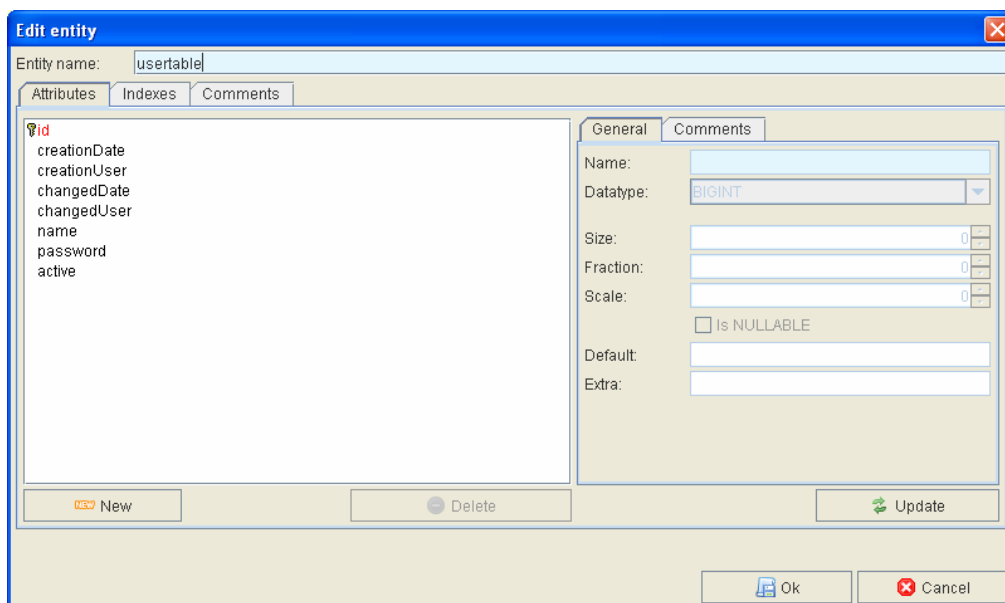 Edit entity
Entity name: usertable
Attributes Indexes Comments
id
creationDate
creationUser
changedDate
changedUser
name
password
active
General Comments
Name:
Datatype: BIGINT
Size: 0
Fraction: 0
Scale: 0
Is NULLABLE
Default:
Extra:
NEW New Delete Update
Ok Cancel